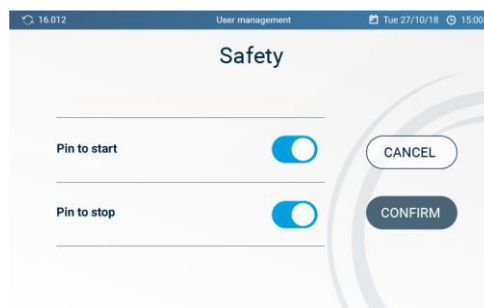 16.012 User management Tue 27/10/18 15:00
Safety
Pin to start
CANCEL
Pin to stop
CONFIRM